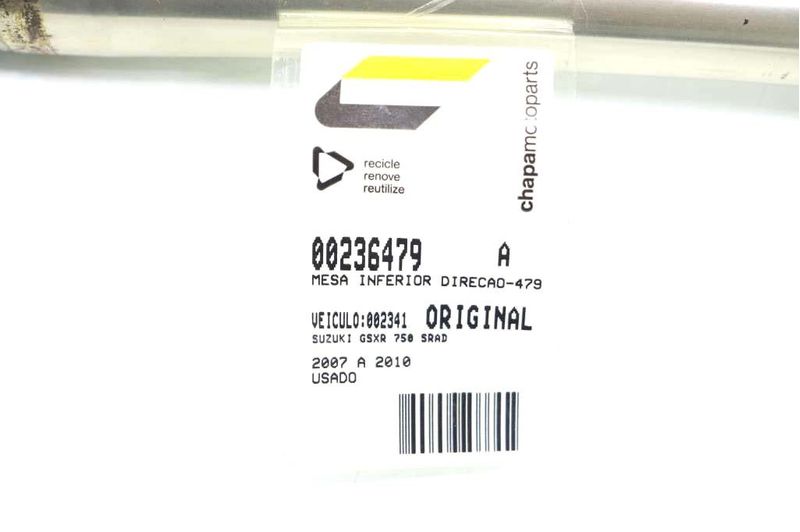 recicle
renove
reutilize
chapamotoparts
00236479 A
MESA INFERIOR DIRECAO-479
VEICULO:002341 ORIGINAL
SUZUKI GSXR 750 SRAD
2007 A 2010
USADO